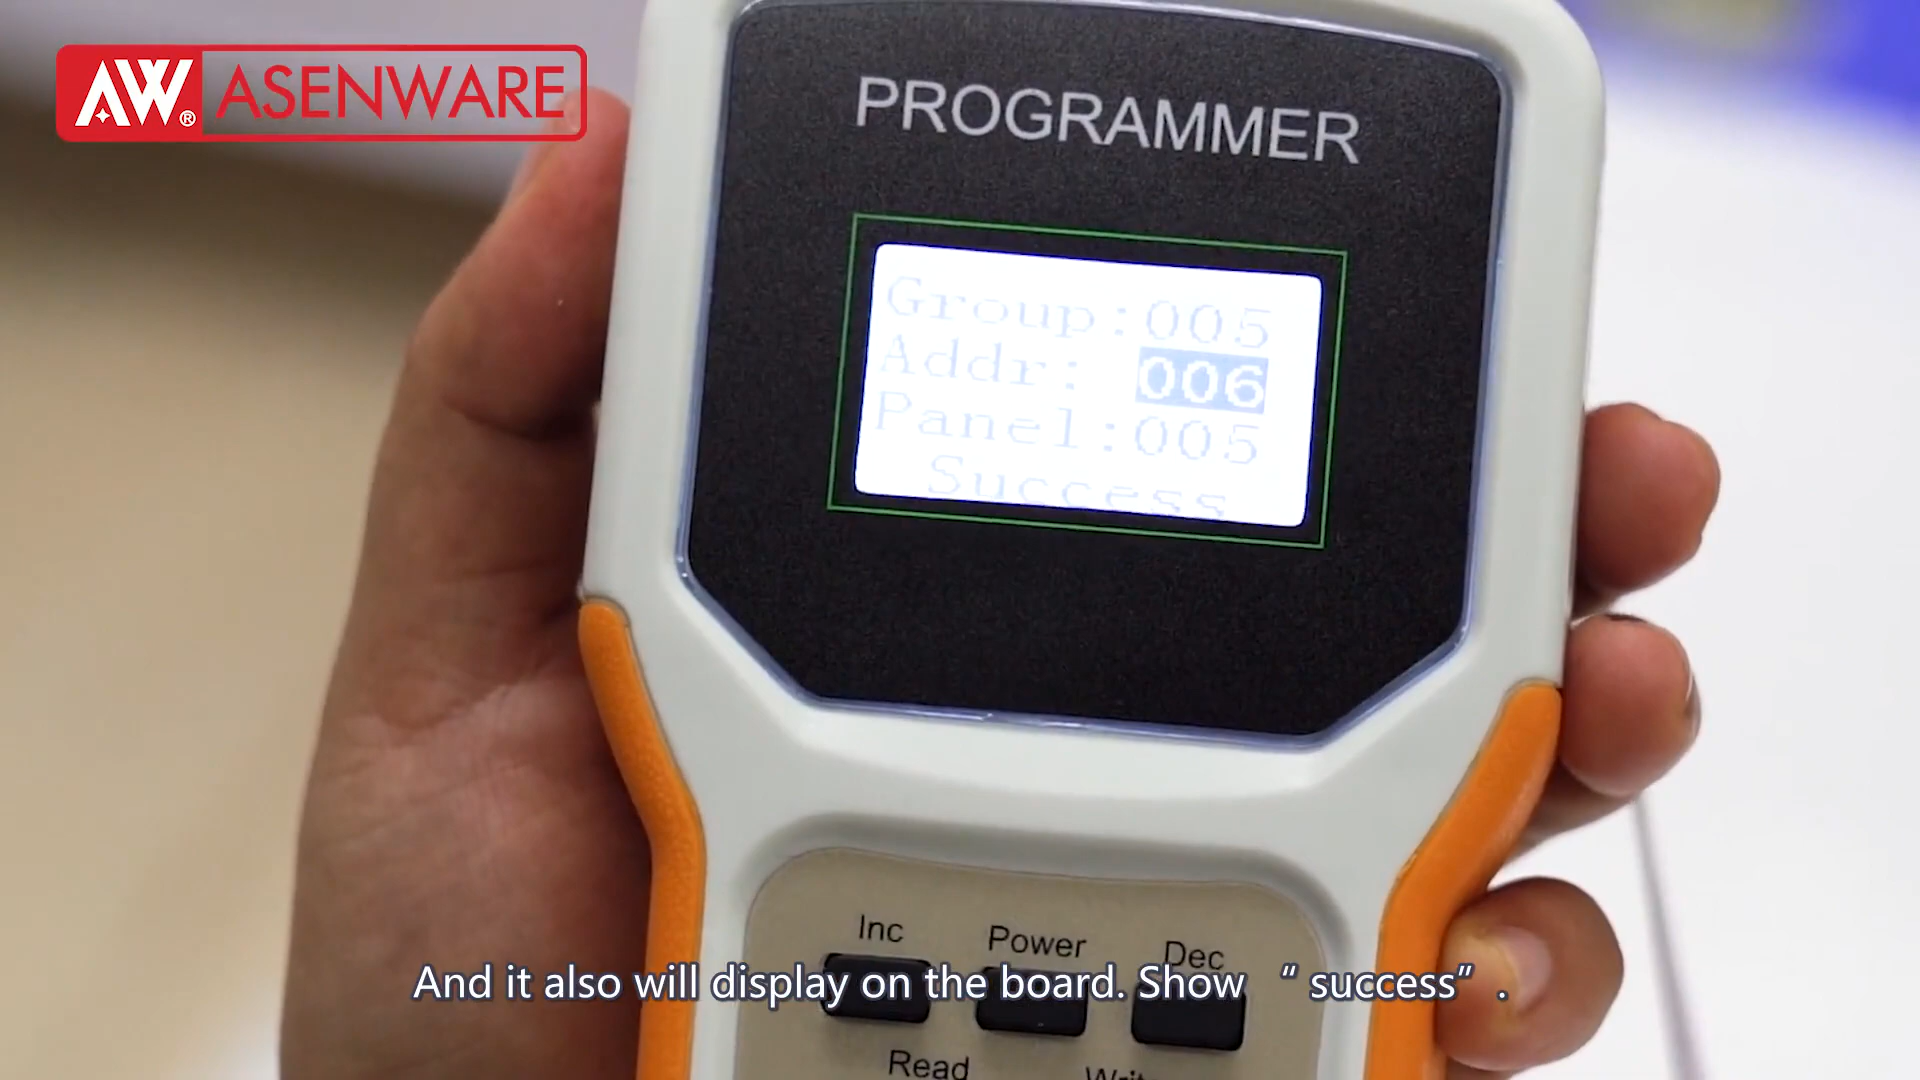 AW® ASENWARE
PROGRAMMER
Group:005
Addr: 006
Panel:005
Success
Inc Power Dec
And it also will display on the board. Show “ success” .
Read